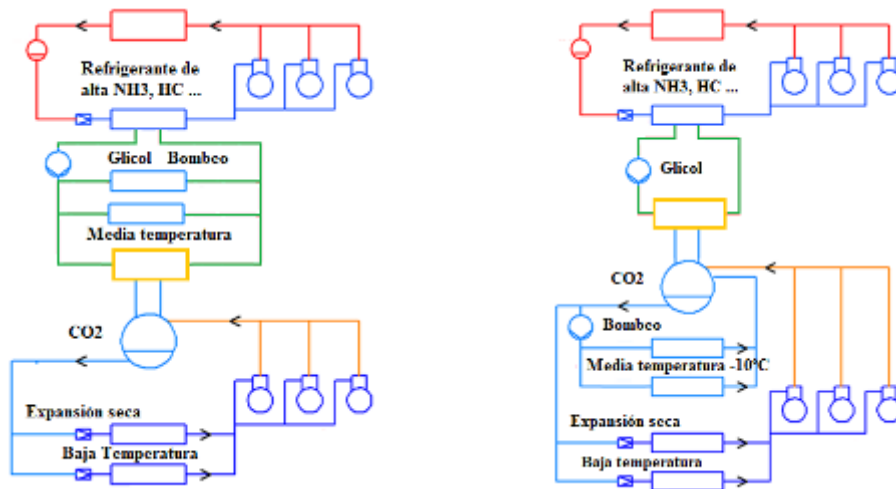 Refrigerante de
alta NH3, HC ...
Glicol Bombeo
Media temperatura
CO2
Expansión seca
Baja Temperatura
Refrigerante de
alta NH3, HC ...
Glicol
CO2
Bombeo
Media temperatura -10°C
Expansión seca
Baja temperatura